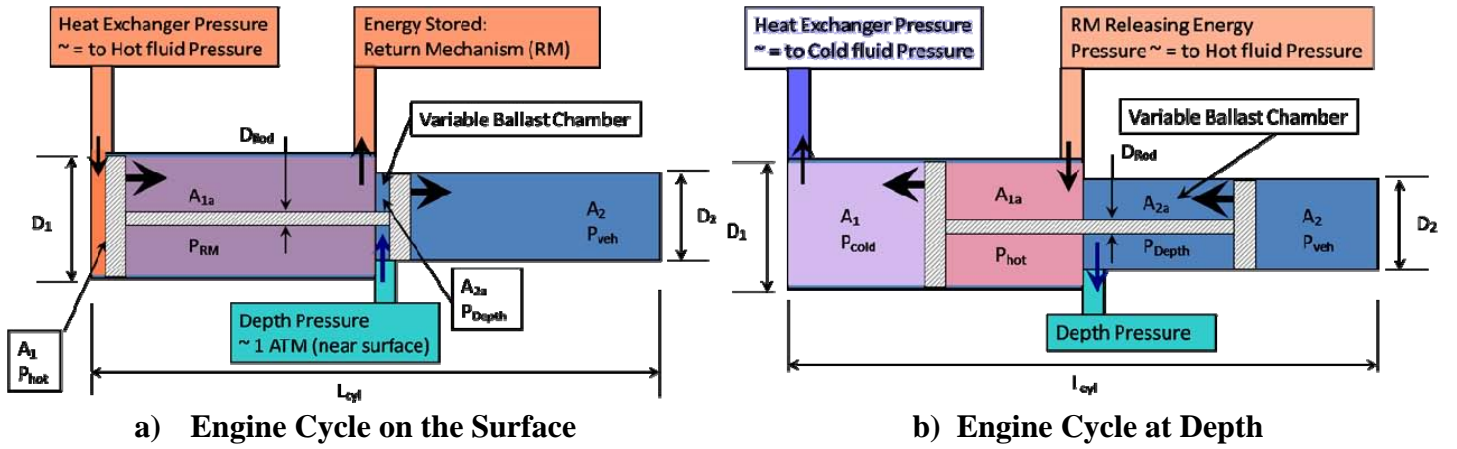 Heat Exchanger Pressure
~ = to Hot fluid Pressure
Energy Stored:
Return Mechanism (RM)
Variable Ballast Chamber
DRod
D1
A1a
PRM
A2
Pveh
D2
A2a
PDepth
Depth Pressure
~ 1 ATM (near surface)
A1
Phot
Lcyl
a) Engine Cycle on the Surface
Heat Exchanger Pressure
~ = to Cold fluid Pressure
RM Releasing Energy
Pressure ~ = to Hot fluid Pressure
Variable Ballast Chamber
DRod
D1
A1
Pcold
A1a
Phot
A2a
PDepth
A2
Pveh
D2
Depth Pressure
Lcyl
b) Engine Cycle at Depth